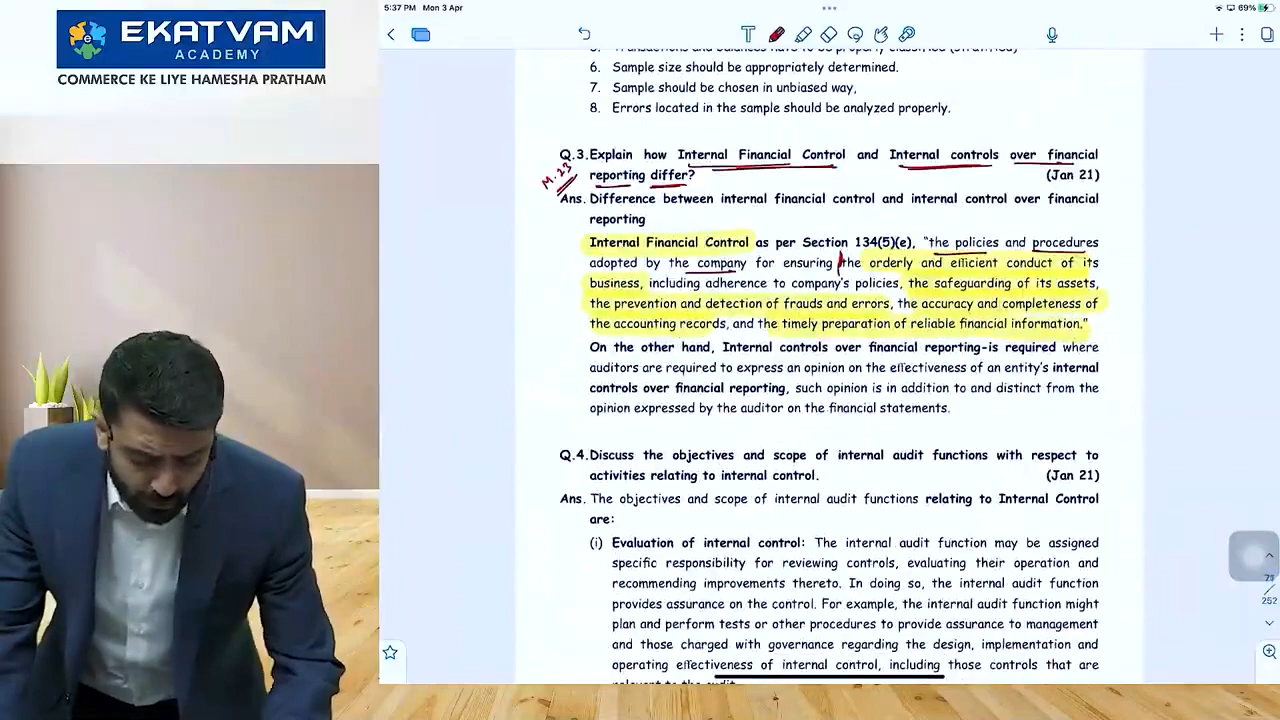 EKATVAM
ACADEMY
COMMERCE KE LIYE HAMESHA PRATHAM
5:37 PM Mon 3 Apr
69%
6. Sample size should be appropriately determined.
7. Sample should be chosen in unbiased way,
8. Errors located in the sample should be analyzed properly.
Q.3. Explain how Internal Financial Control and Internal controls over financial
reporting differ? (Jan 21)
M.23
Ans. Difference between internal financial control and internal control over financial
reporting
Internal Financial Control as per Section 134(5)(e), “the policies and procedures
adopted by the company for ensuring the orderly and efficient conduct of its
business, including adherence to company’s policies, the safeguarding of its assets,
the prevention and detection of frauds and errors, the accuracy and completeness of
the accounting records, and the timely preparation of reliable financial information.”
On the other hand, Internal controls over financial reporting-is required where
auditors are required to express an opinion on the effectiveness of an entity’s internal
controls over financial reporting, such opinion is in addition to and distinct from the
opinion expressed by the auditor on the financial statements.
Q.4. Discuss the objectives and scope of internal audit functions with respect to
activities relating to internal control. (Jan 21)
Ans. The objectives and scope of internal audit functions relating to Internal Control
are:
(i) Evaluation of internal control: The internal audit function may be assigned
specific responsibility for reviewing controls, evaluating their operation and
recommending improvements thereto. In doing so, the internal audit function
provides assurance on the control. For example, the internal audit function might
plan and perform tests or other procedures to provide assurance to management
and those charged with governance regarding the design, implementation and
operating effectiveness of internal control, including those controls that are
252